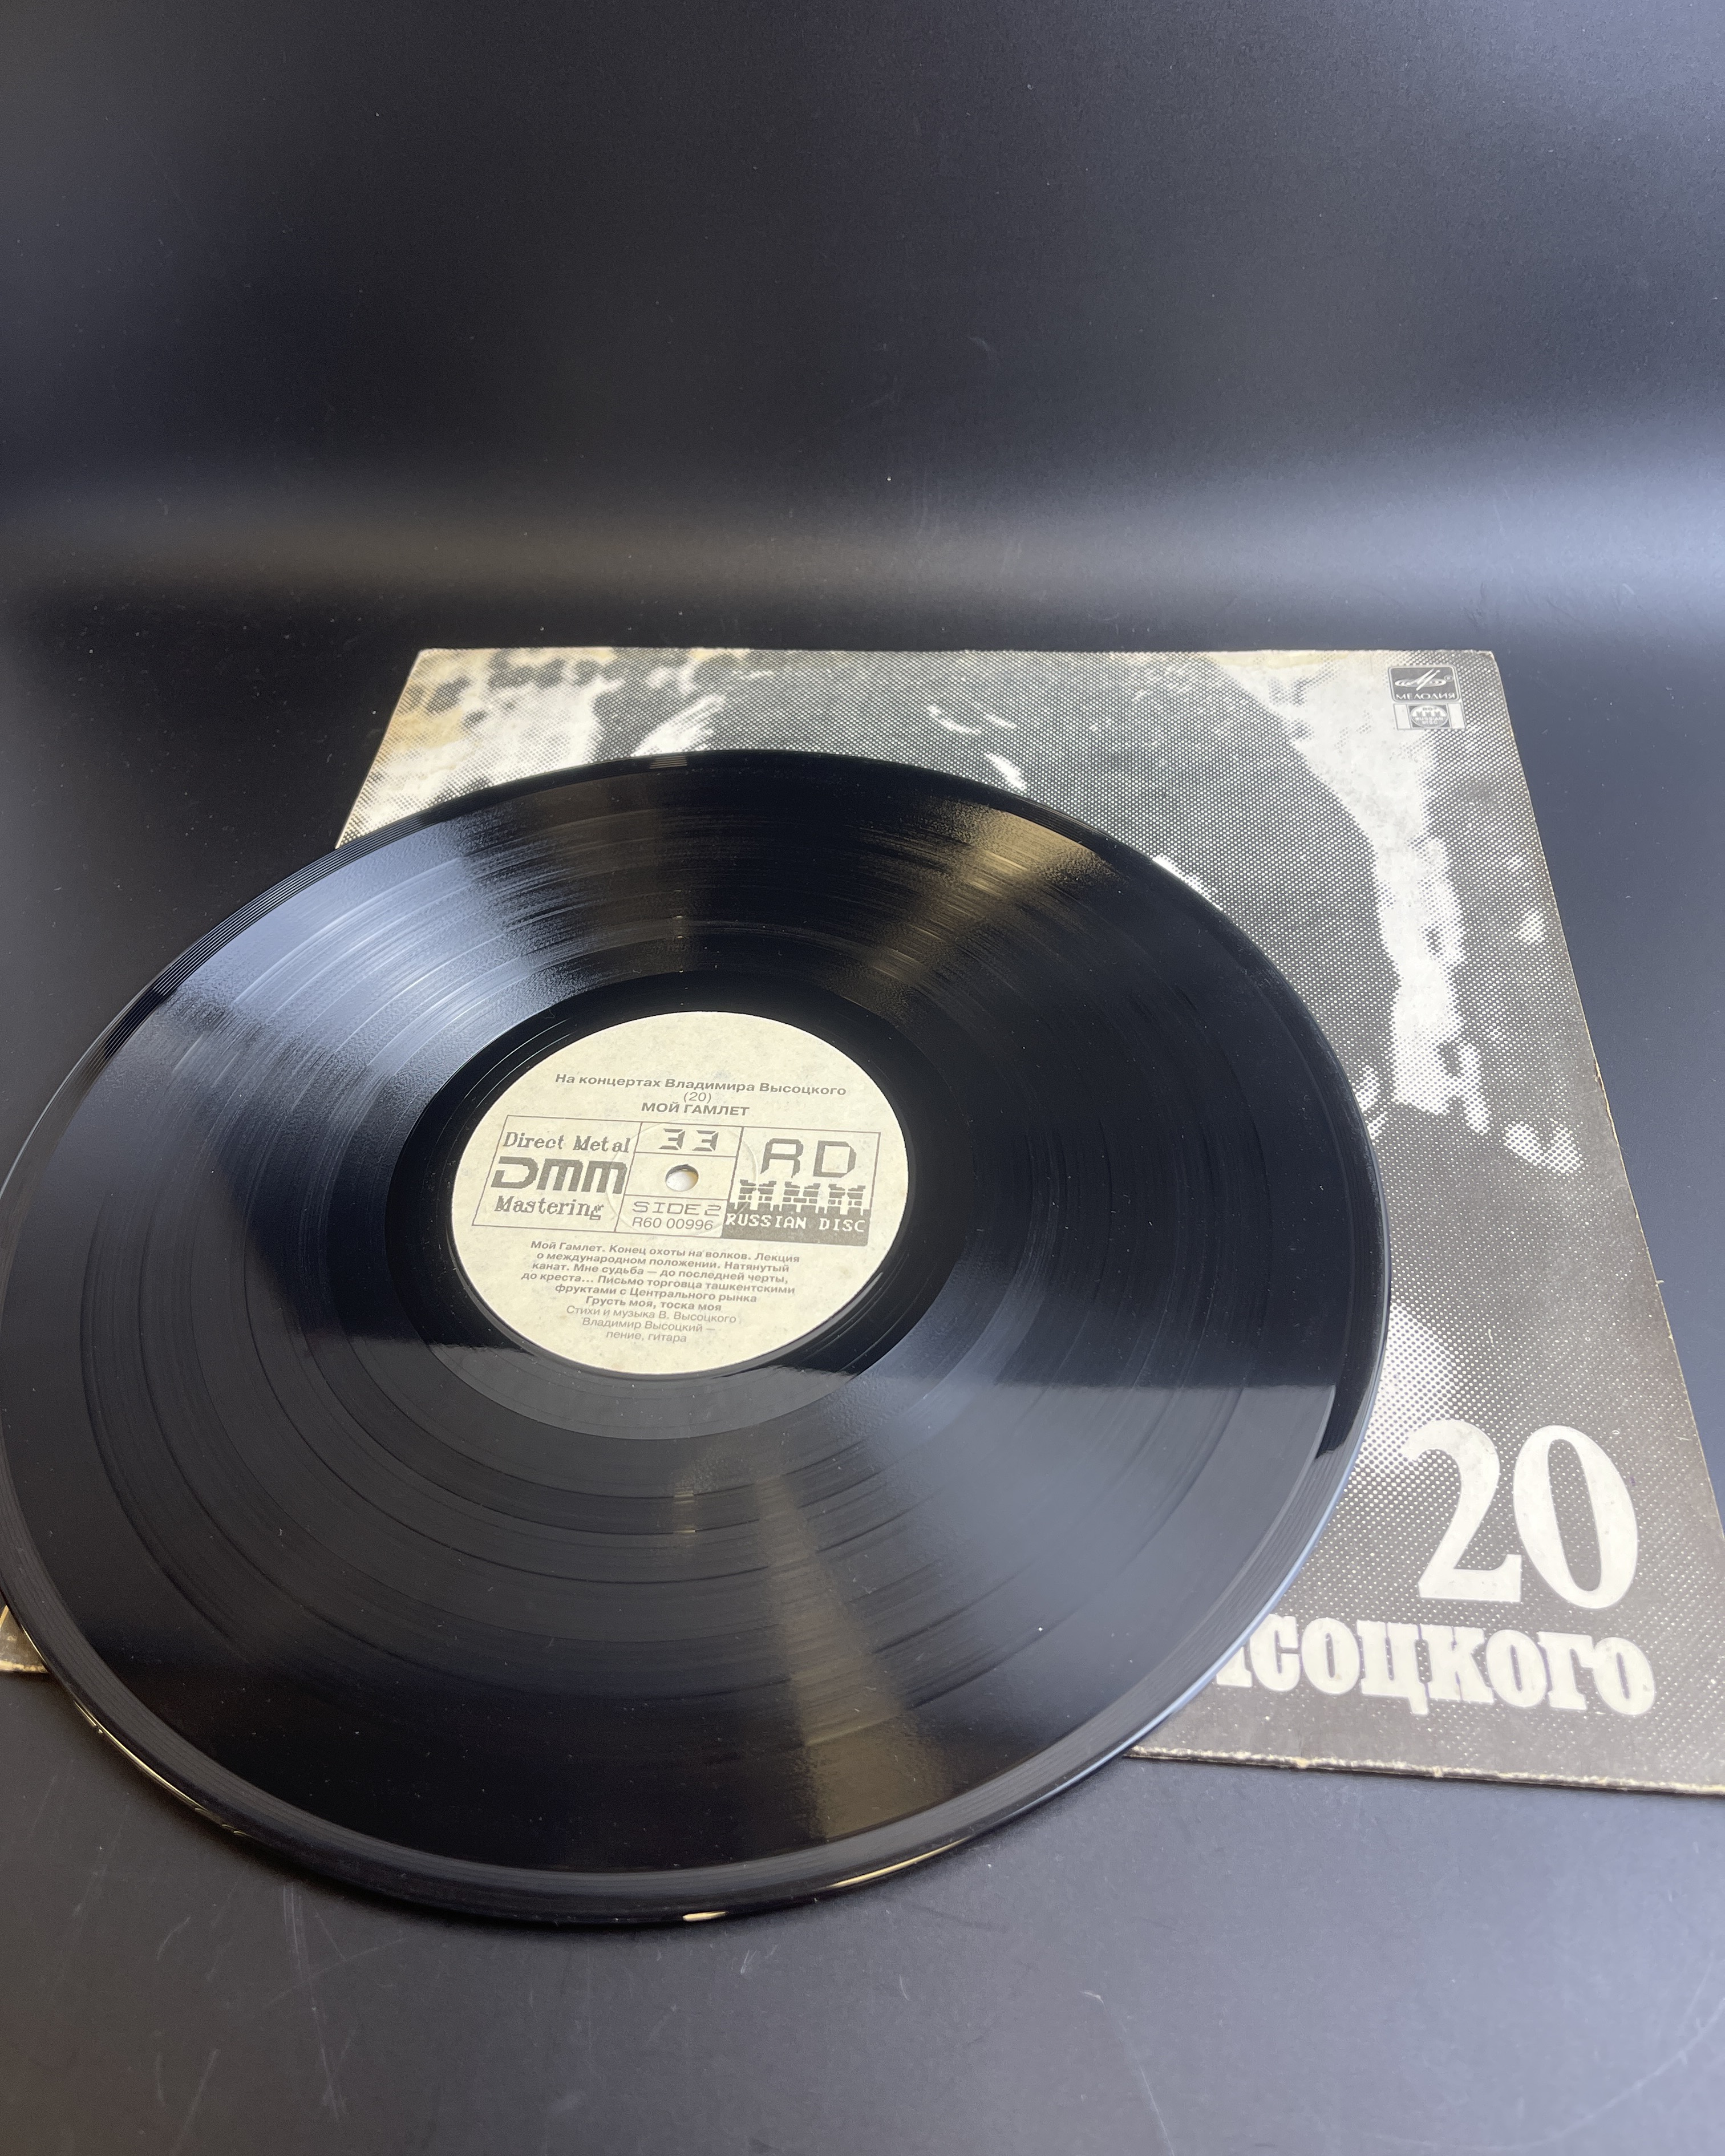 МЕЛОДИЯ
На концертах Владимира Высоцкого
(20)
МОЙ ГАМЛЕТ
Direct Metal
DMM
Mastering
33
SIDE 2
R60 00996
RD
RUSSIAN DISC
Мой Гамлет. Конец охоты на волков. Лекция
о международном положении. Натянутый
канат. Мне судьба — до последней черты,
до креста... Письмо торговца ташкентскими
фруктами с Центрального рынка
Грусть моя, тоска моя
Стихи и музыка В. Высоцкого
Владимир Высоцкий —
пение, гитара
20
соцкого